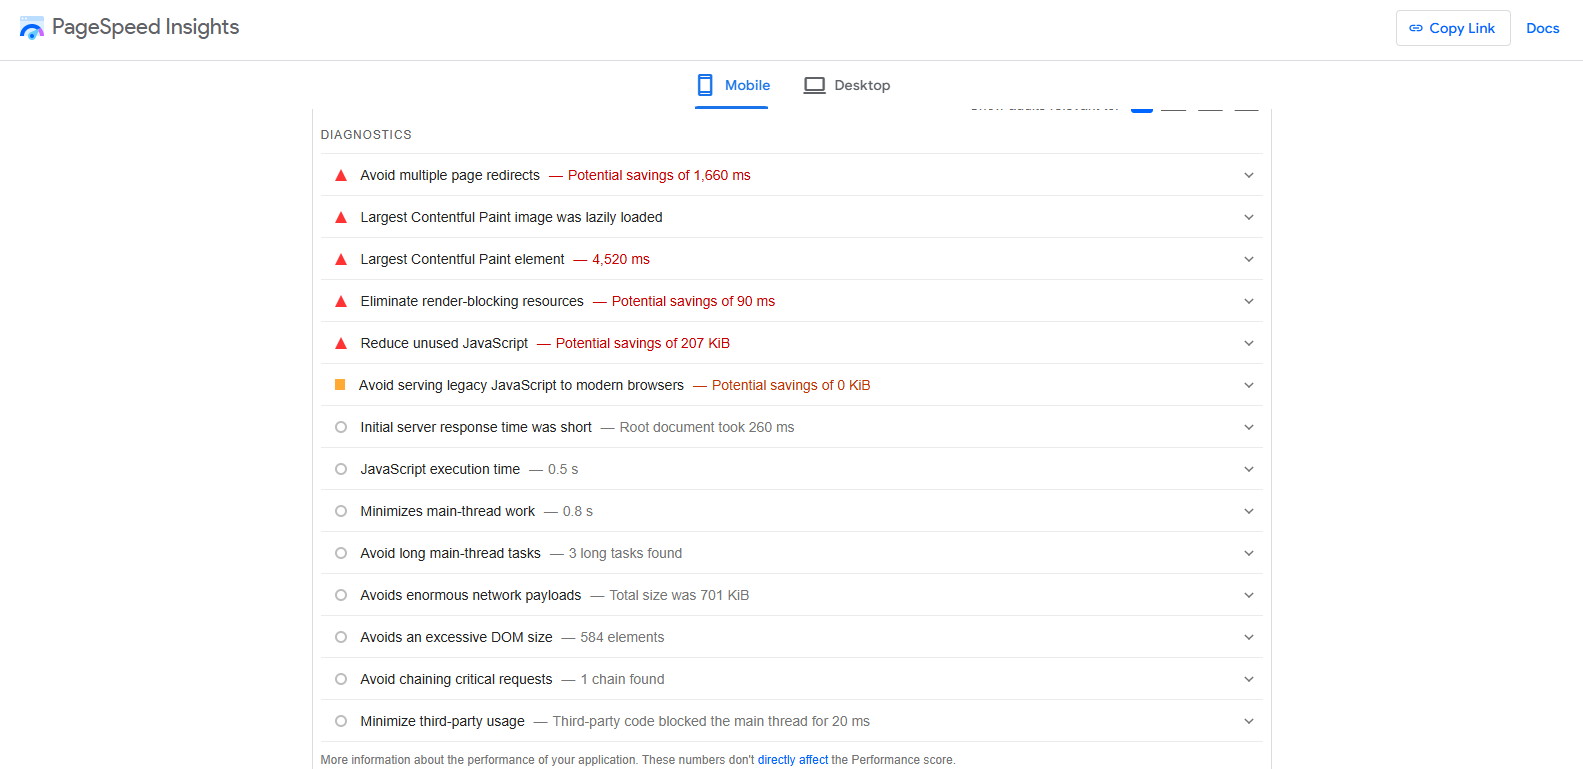 PageSpeed Insights
Copy Link
Docs
Mobile
Desktop
DIAGNOSTICS
Avoid multiple page redirects — Potential savings of 1,660 ms
Largest Contentful Paint image was lazily loaded
Largest Contentful Paint element — 4,520 ms
Eliminate render-blocking resources — Potential savings of 90 ms
Reduce unused JavaScript — Potential savings of 207 KiB
Avoid serving legacy JavaScript to modern browsers — Potential savings of 0 KiB
Initial server response time was short — Root document took 260 ms
JavaScript execution time — 0.5 s
Minimizes main-thread work — 0.8 s
Avoid long main-thread tasks — 3 long tasks found
Avoids enormous network payloads — Total size was 701 KiB
Avoids an excessive DOM size — 584 elements
Avoid chaining critical requests — 1 chain found
Minimize third-party usage — Third-party code blocked the main thread for 20 ms
More information about the performance of your application. These numbers don't directly affect the Performance score.